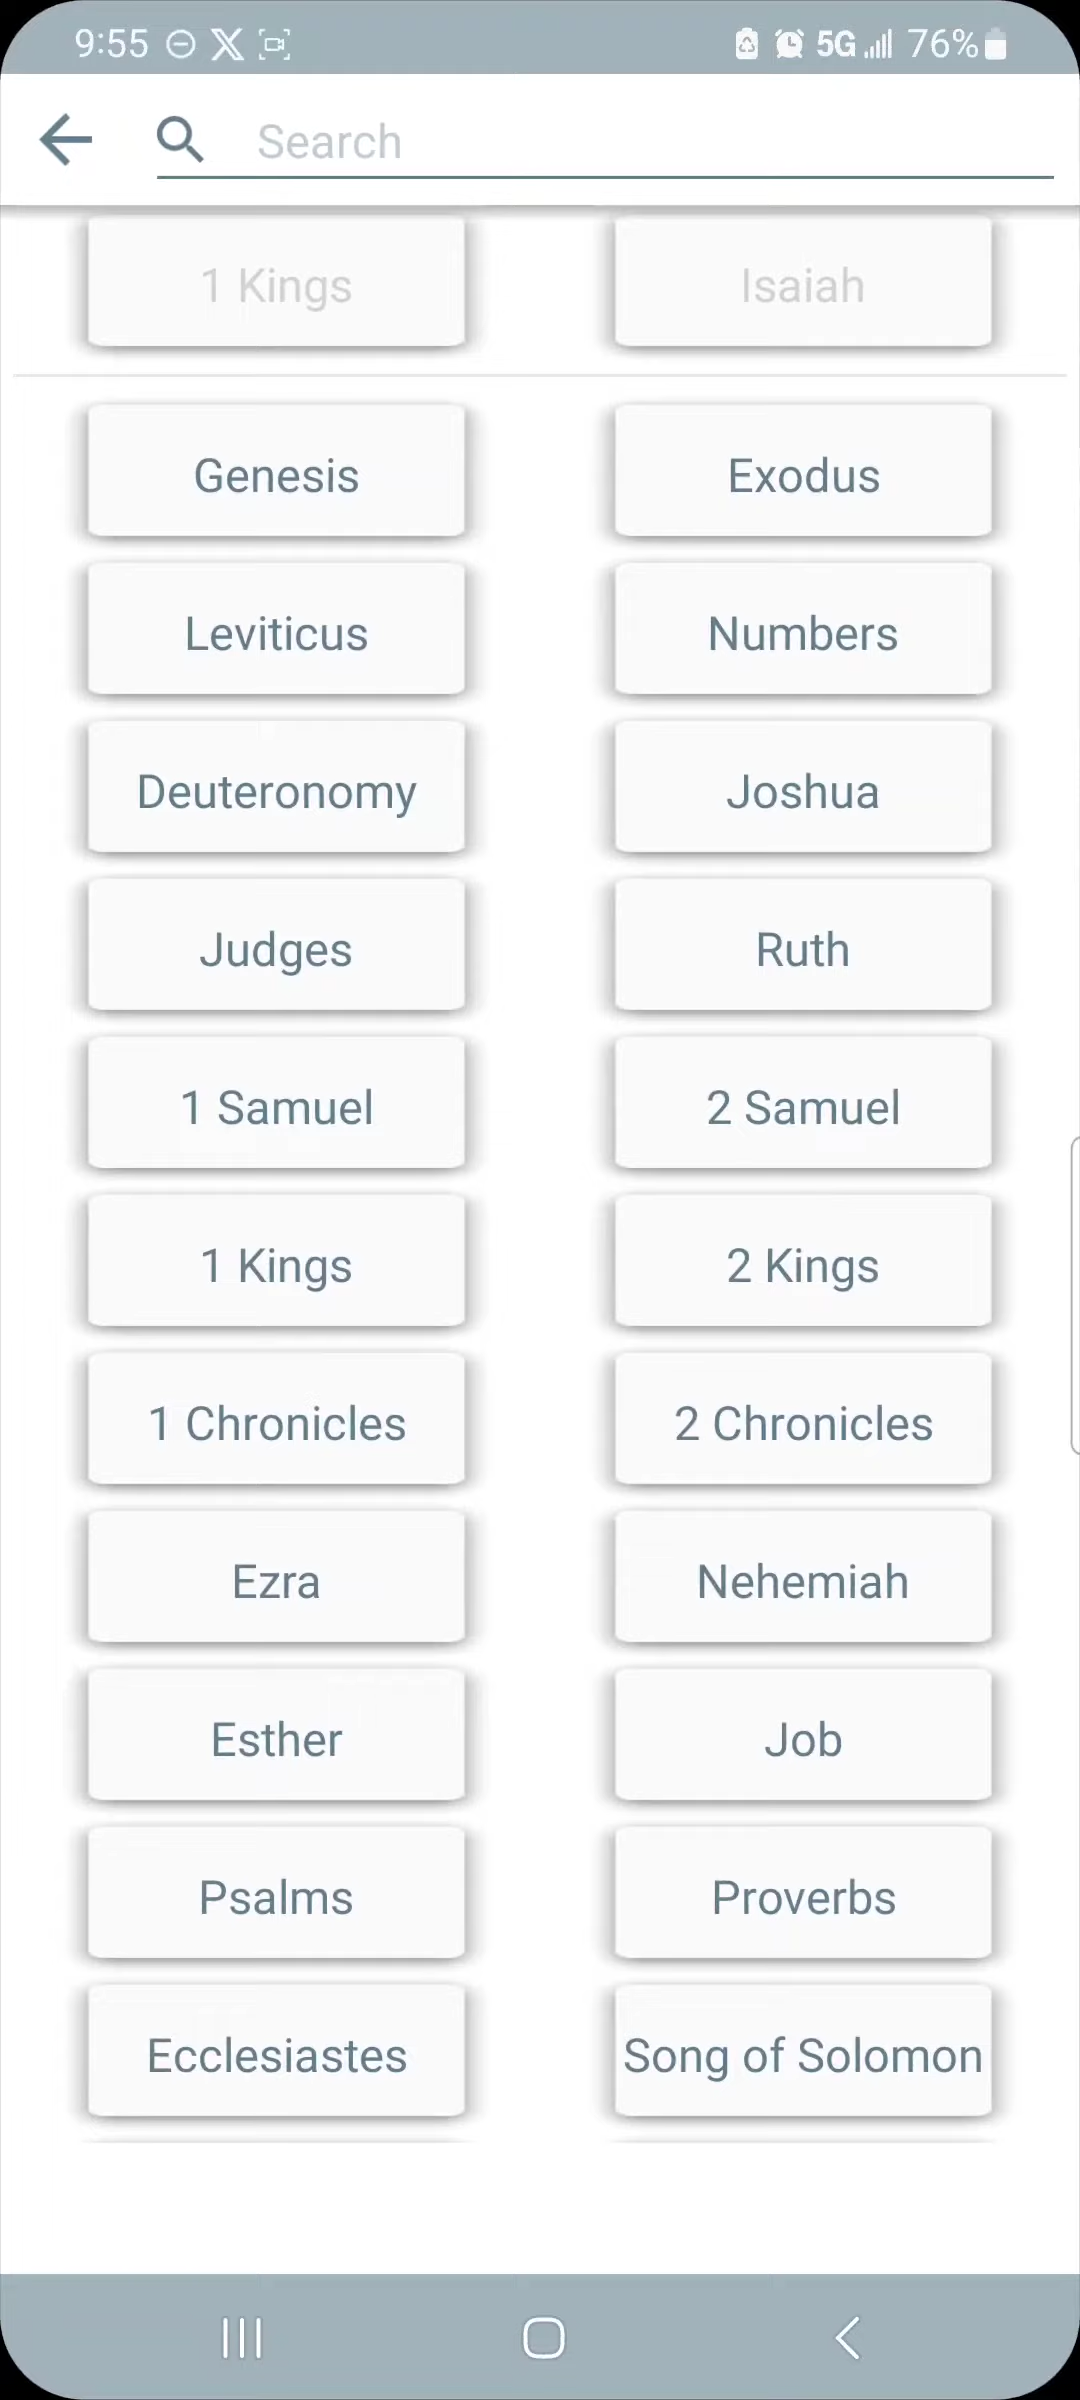 9:55 5G 76%
Search
1 Kings Isaiah
Genesis Exodus
Leviticus Numbers
Deuteronomy Joshua
Judges Ruth
1 Samuel 2 Samuel
1 Kings 2 Kings
1 Chronicles 2 Chronicles
Ezra Nehemiah
Esther Job
Psalms Proverbs
Ecclesiastes Song of Solomon